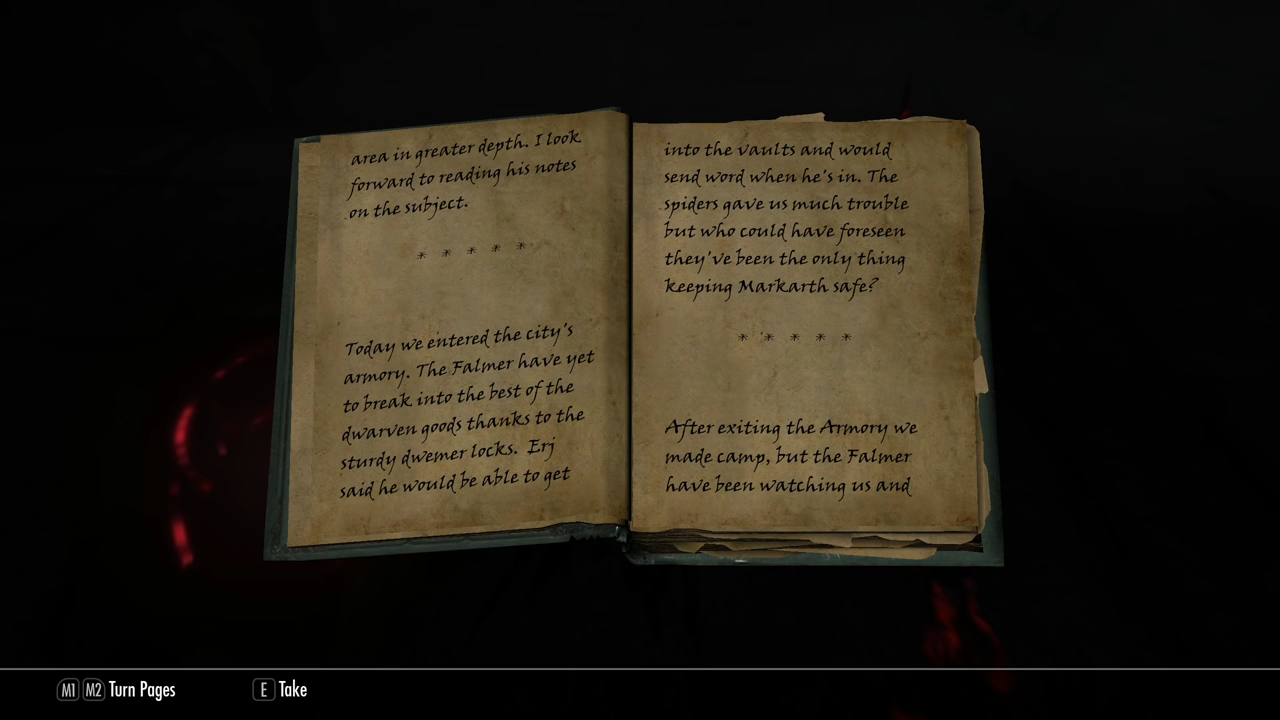 area in greater depth. I look
forward to reading his notes
on the subject.
* * * * *
Today we entered the city's
armory. The Falmer have yet
to break into the best of the
dwarven goods thanks to the
sturdy dwemer locks. Erj
said he would be able to get
into the vaults and would
send word when he's in. The
spiders gave us much trouble
but who could have foreseen
they've been the only thing
keeping Markarth safe?
* * * * *
After exiting the Armory we
made camp, but the Falmer
have been watching us and
M1 M2 Turn Pages E Take